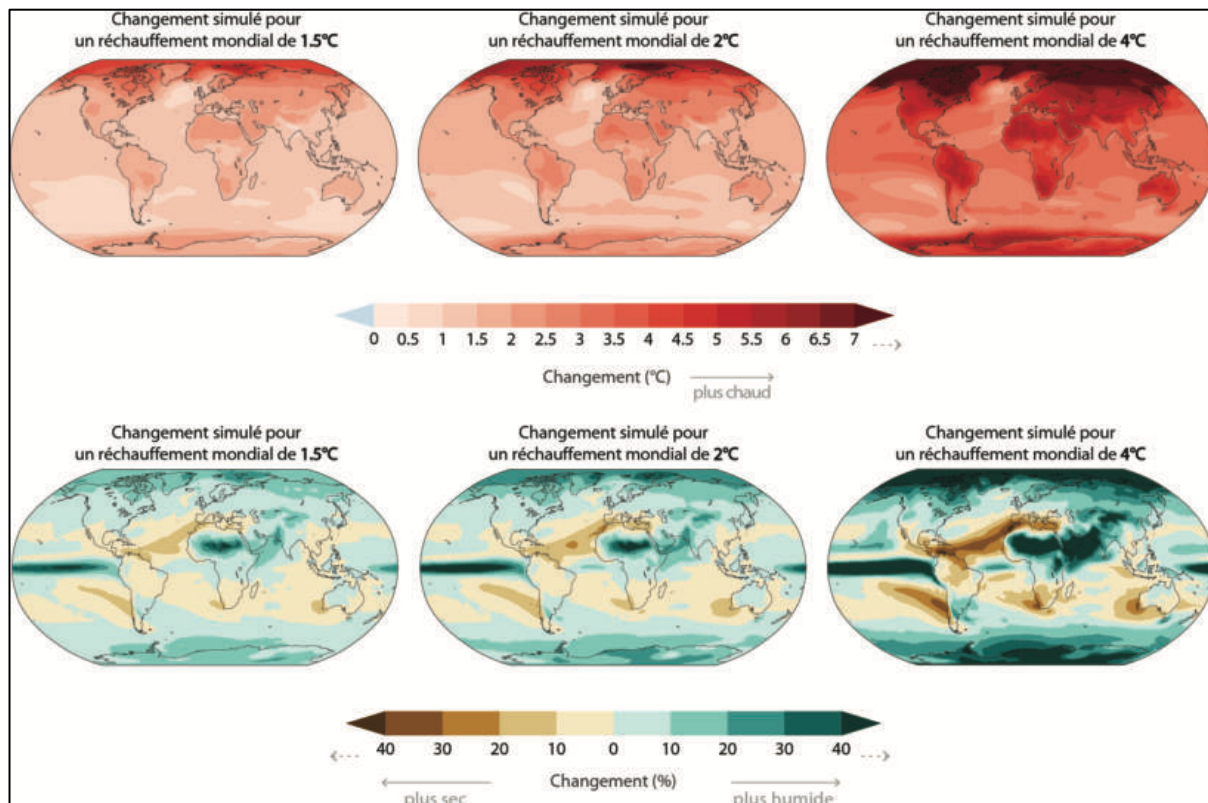 Changement simulé pour
un réchauffement mondial de 1.5°C
Changement simulé pour
un réchauffement mondial de 2°C
Changement simulé pour
un réchauffement mondial de 4°C
0 0.5 1 1.5 2 2.5 3 3.5 4 4.5 5 5.5 6 6.5 7
Changement (°C)
plus chaud
Changement simulé pour
un réchauffement mondial de 1.5°C
Changement simulé pour
un réchauffement mondial de 2°C
Changement simulé pour
un réchauffement mondial de 4°C
40 30 20 10 0 10 20 30 40
Changement (%)
plus sec
plus humide